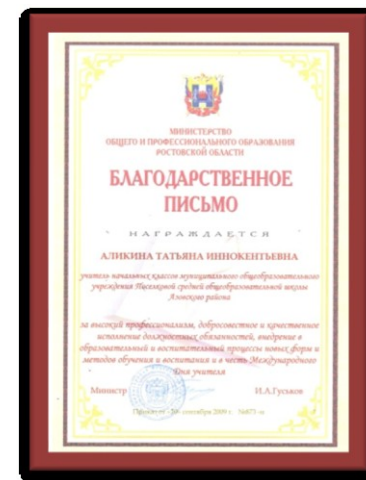 МИНИСТЕРСТВО
ОБЩЕГО И ПРОФЕССИОНАЛЬНОГО ОБРАЗОВАНИЯ
РОСТОВСКОЙ ОБЛАСТИ
БЛАГОДАРСТВЕННОЕ
ПИСЬМО
НАГРАЖДАЕТСЯ
АЛИКИНА ТАТЬЯНА ИННОКЕНТЬЕВНА
учитель начальных классов муниципального общеобразовательного
учреждения средней общеобразовательной школы
Азовского района
за высокий профессионализм, добросовестное и качественное
исполнение должностных обязанностей, внедрение в
образовательный и воспитательный процессы новых форм и
методов обучения и воспитания и в честь Международного
Дня учителя
Министр И.А.Гуськов
сентября 2009 г.